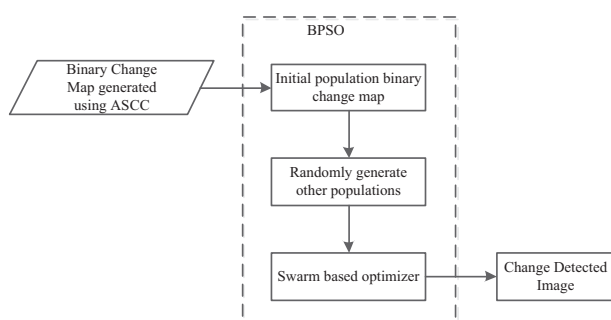 BPSO
Binary Change
Map generated
using ASCC
Initial population binary
change map
Randomly generate
other populations
Swarm based optimizer
Change Detected
Image